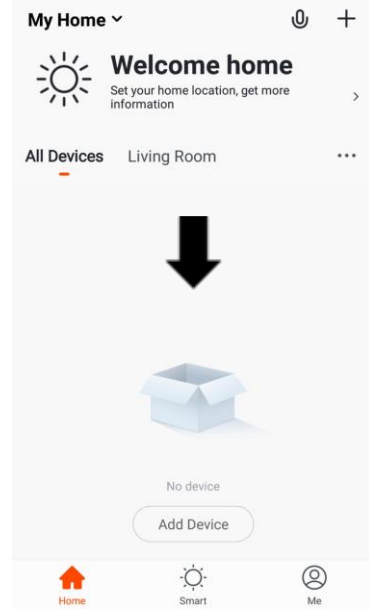 My Home
Welcome home
Set your home location, get more
information
All Devices Living Room
No device
Add Device
Home Smart Me